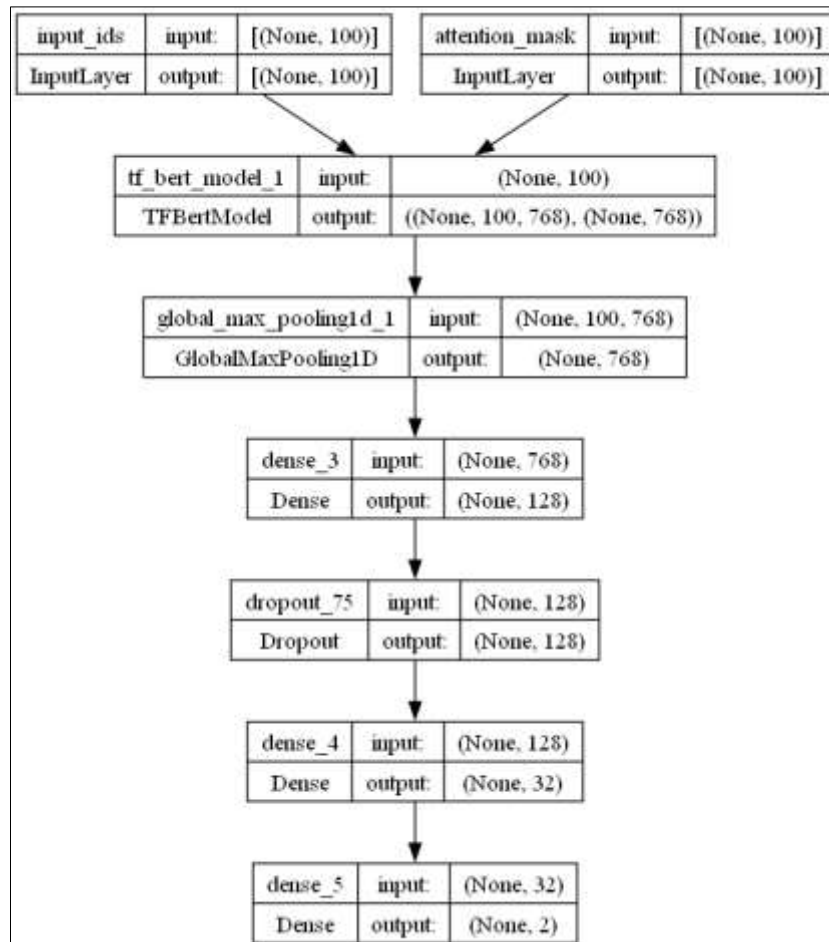 input_ids input: [(None, 100)]
InputLayer output: [(None, 100)]
attention_mask input: [(None, 100)]
InputLayer output: [(None, 100)]
tf_bert_model_1 input: (None, 100)
TFBertModel output: ((None, 100, 768), (None, 768))
global_max_pooling1d_1 input: (None, 100, 768)
GlobalMaxPooling1D output: (None, 768)
dense_3 input: (None, 768)
Dense output: (None, 128)
dropout_75 input: (None, 128)
Dropout output: (None, 128)
dense_4 input: (None, 128)
Dense output: (None, 32)
dense_5 input: (None, 32)
Dense output: (None, 2)